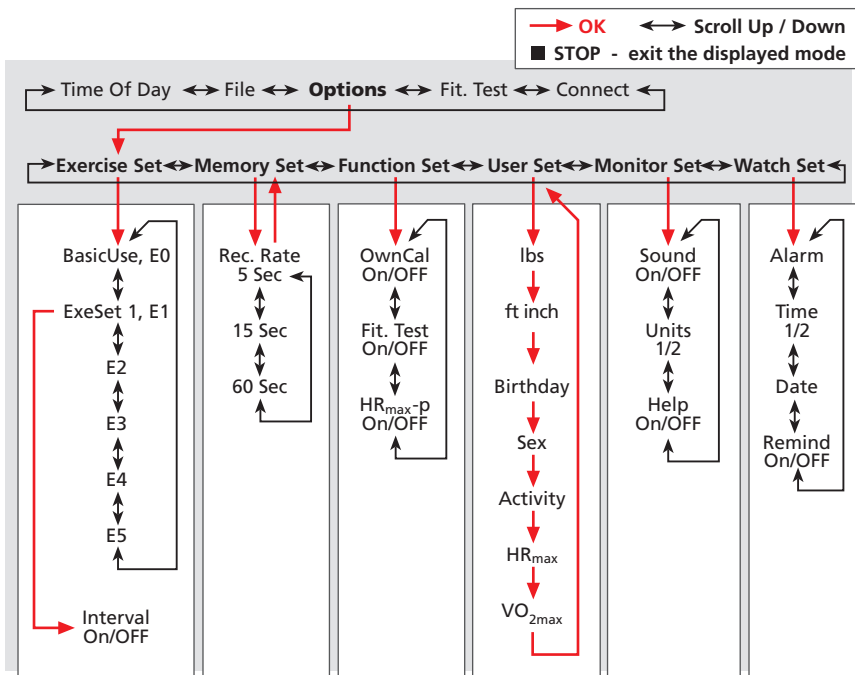 OK Scroll Up / Down
STOP - exit the displayed mode
Time Of Day File Options Fit. Test Connect
Exercise Set Memory Set Function Set User Set Monitor Set Watch Set
BasicUse, E0
ExeSet 1, E1
E2
E3
E4
E5
Interval
On/OFF
Rec. Rate
5 Sec
15 Sec
60 Sec
OwnCal
On/OFF
Fit. Test
On/OFF
HRmax-p
On/OFF
lbs
ft inch
Birthday
Sex
Activity
HRmax
VO2max
Sound
On/OFF
Units
1/2
Help
On/OFF
Alarm
Time
1/2
Date
Remind
On/OFF